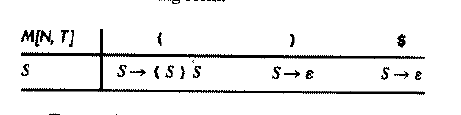 M[N, T] ( ) $
S S → ( S ) S S → ε S → ε